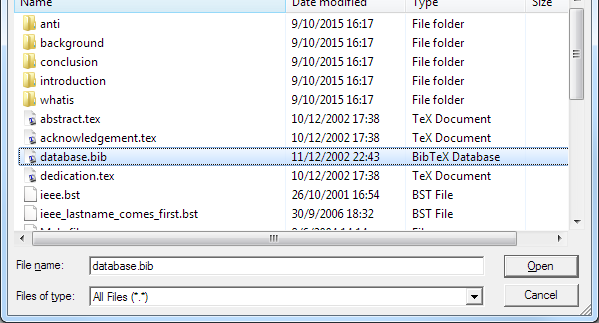 Name Date modified Type Size
anti 9/10/2015 16:17 File folder
background 9/10/2015 16:17 File folder
conclusion 9/10/2015 16:17 File folder
introduction 9/10/2015 16:17 File folder
whatis 9/10/2015 16:17 File folder
abstract.tex 10/12/2002 17:38 TeX Document
acknowledgement.tex 10/12/2002 17:38 TeX Document
database.bib 11/12/2002 22:43 BibTeX Database
dedication.tex 10/12/2002 17:38 TeX Document
ieee.bst 26/10/2001 16:54 BST File
ieee_lastname_comes_first.bst 30/9/2006 18:32 BST File
File name: database.bib Open
Files of type: All Files (*.*) Cancel